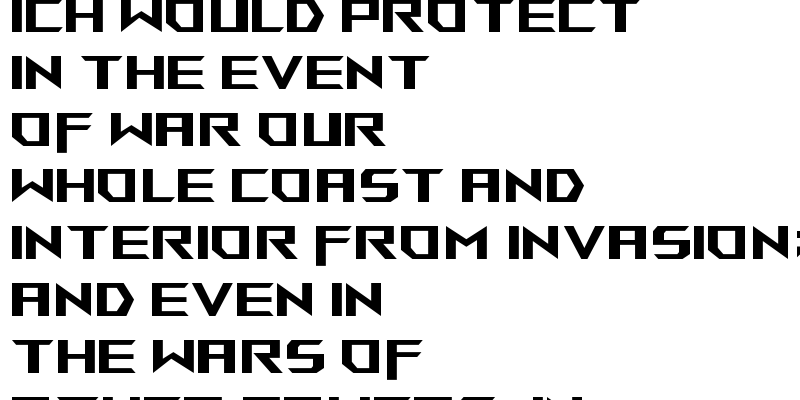 ICH WOULD PROTECT
IN THE EVENT
OF WAR OUR
WHOLE COAST AND
INTERIOR FROM INVASION;
AND EVEN IN
THE WARS OF